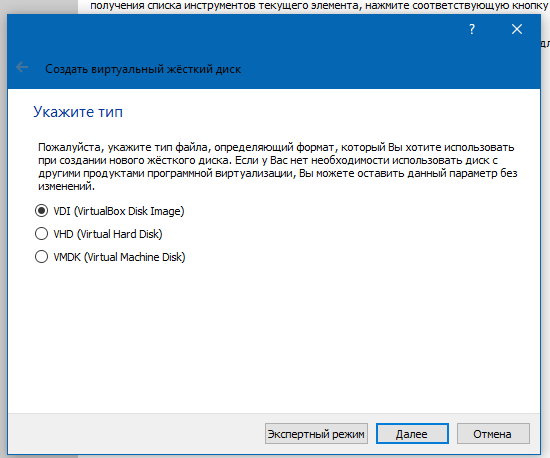 получения списка инструментов текущего элемента, нажмите соответствующую кнопку
?
Создать виртуальный жёсткий диск
Укажите тип
Пожалуйста, укажите тип файла, определяющий формат, который Вы хотите использовать
при создании нового жёсткого диска. Если у Вас нет необходимости использовать диск с
другими продуктами программной виртуализации, Вы можете оставить данный параметр без
изменений.
VDI (VirtualBox Disk Image)
VHD (Virtual Hard Disk)
VMDK (Virtual Machine Disk)
Экспертный режим
Далее
Отмена